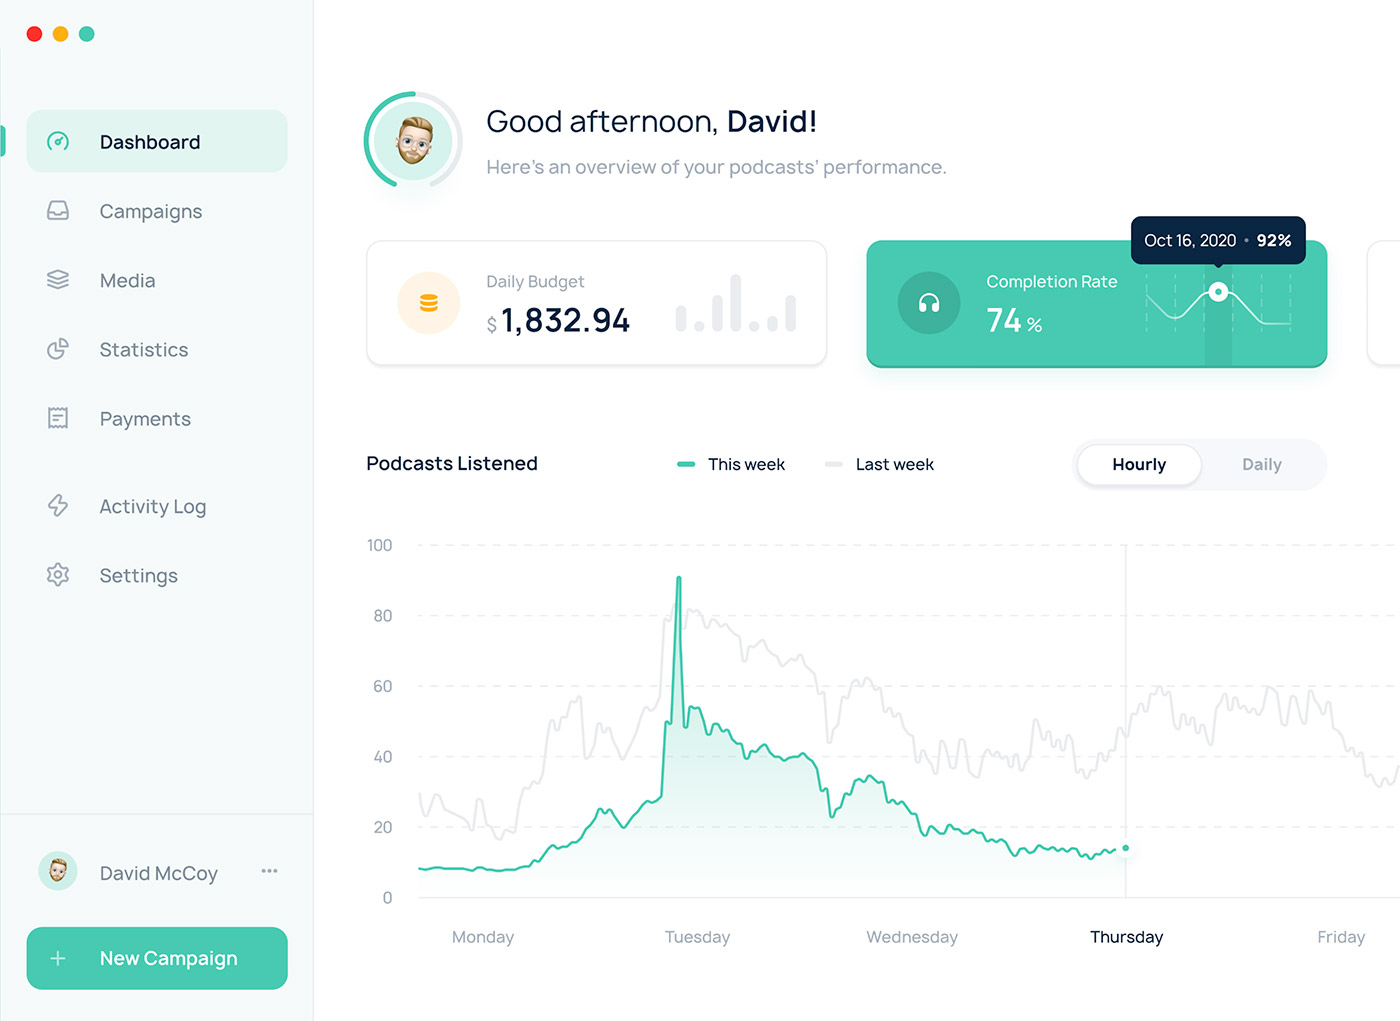 Dashboard
Campaigns
Media
Statistics
Payments
Activity Log
Settings
David McCoy
New Campaign
Good afternoon, David!
Here's an overview of your podcasts' performance.
Daily Budget
$1,832.94
Completion Rate
74 %
Oct 16, 2020 • 92%
Podcasts Listened
This week
Last week
Hourly
Daily
100
80
60
40
20
0
Monday
Tuesday
Wednesday
Thursday
Friday